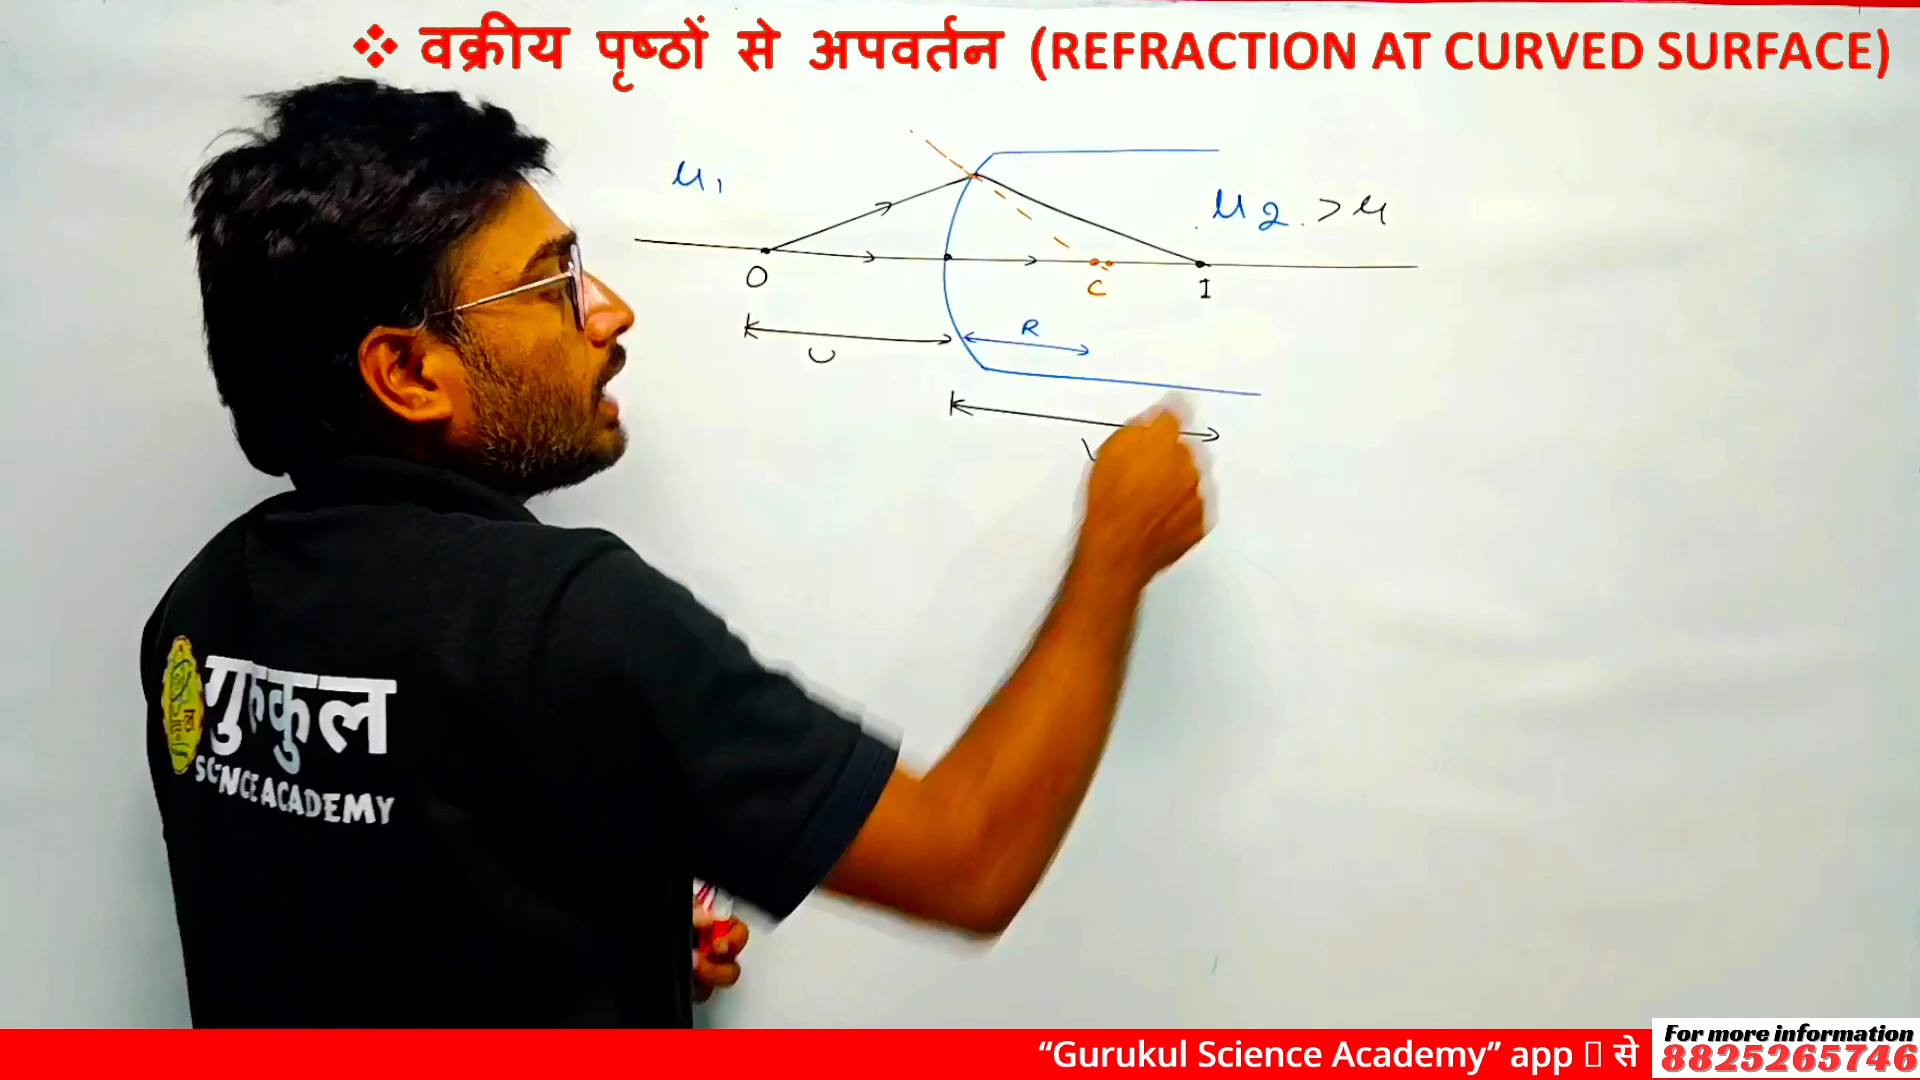 ❖ वक्रीय पृष्ठों से अपवर्तन (REFRACTION AT CURVED SURFACE)
μ₁
μ₂ > μ
O
C
I
R
U
गुरुकुल
SCIENCE ACADEMY
“Gurukul Science Academy” app से
For more information
8825265746